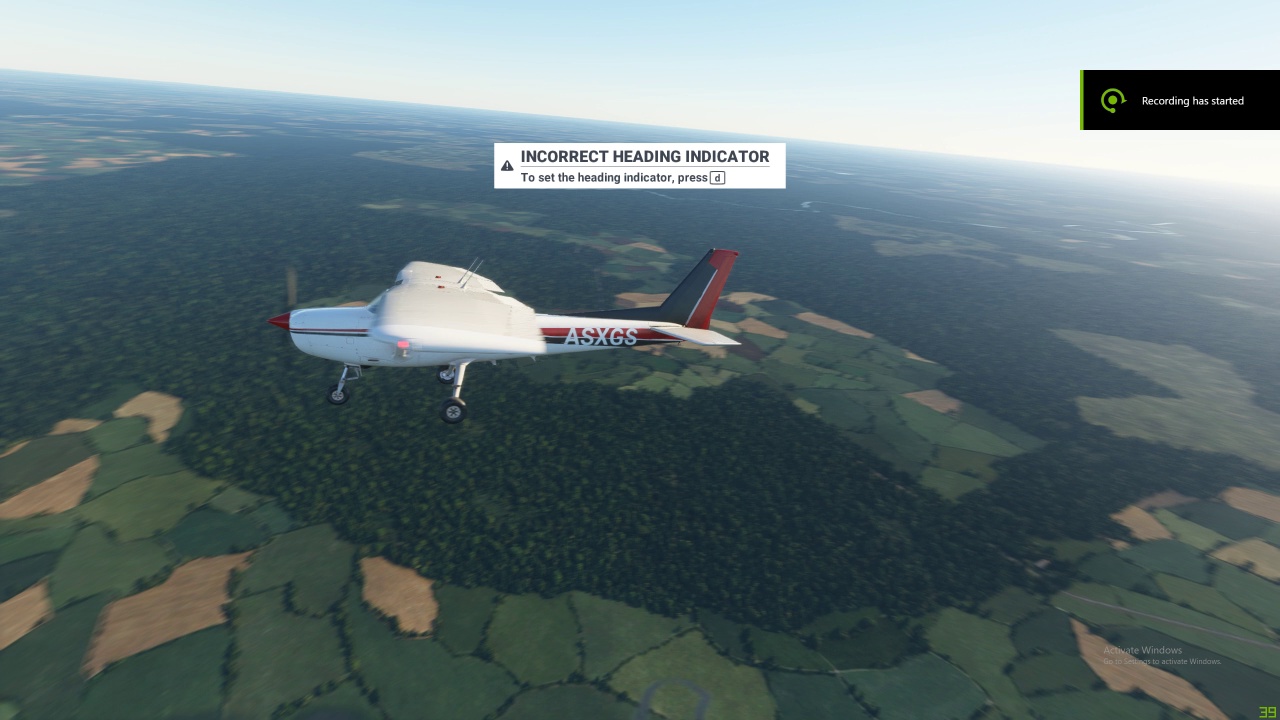 Recording has started
INCORRECT HEADING INDICATOR
To set the heading indicator, press d
ASXGS
Activate Windows
Go to Settings to activate Windows.
39